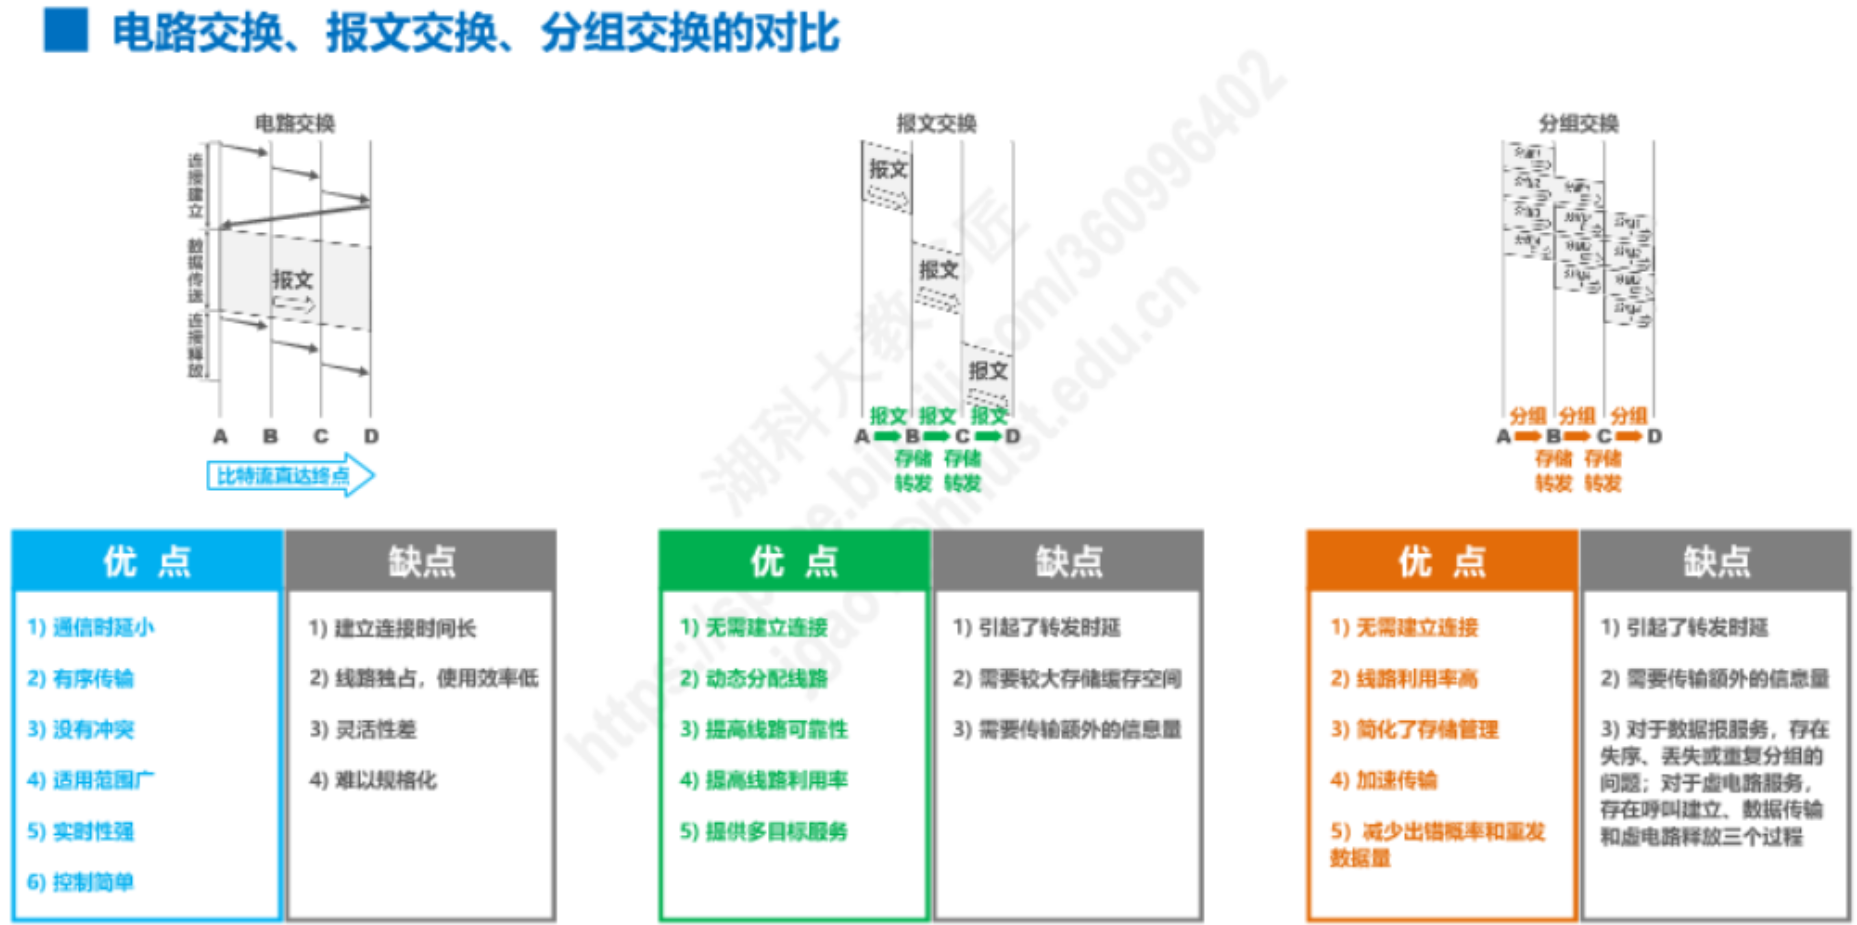 电路交换、报文交换、分组交换的对比
电路交换
连接建立
数据传送
连接释放
报文
A B C D
比特流直达终点
报文交换
报文
报文
报文
报文 报文 报文
A B C D
存储 存储
转发 转发
分组交换
分组 分组 分组
A B C D
存储 存储
转发 转发
优 点
1) 通信时延小
2) 有序传输
3) 没有冲突
4) 适用范围广
5) 实时性强
6) 控制简单
缺点
1) 建立连接时间长
2) 线路独占，使用效率低
3) 灵活性差
4) 难以规格化
优 点
1) 无需建立连接
2) 动态分配线路
3) 提高线路可靠性
4) 提高线路利用率
5) 提供多目标服务
缺点
1) 引起了转发时延
2) 需要较大存储缓存空间
3) 需要传输额外的信息量
优 点
1) 无需建立连接
2) 线路利用率高
3) 简化了存储管理
4) 加速传输
5) 减少出错概率和重发
数据量
缺点
1) 引起了转发时延
2) 需要传输额外的信息量
3) 对于数据报服务，存在
失序、丢失或重复分组的
问题；对于虚电路服务，
存在呼叫建立、数据传输
和虚电路释放三个过程